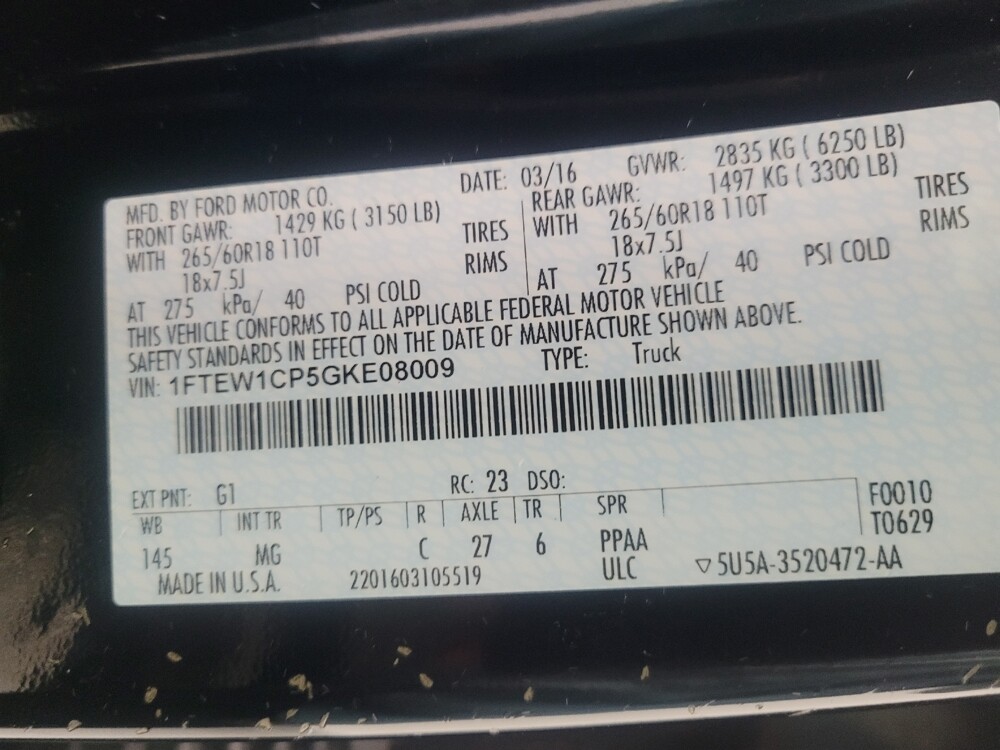 MFD. BY FORD MOTOR CO. DATE: 03/16 GVWR: 2835 KG ( 6250 LB)
FRONT GAWR: 1429 KG ( 3150 LB) REAR GAWR: 1497 KG ( 3300 LB)
WITH 265/60R18 110T TIRES WITH 265/60R18 110T TIRES
18x7.5J RIMS 18x7.5J RIMS
AT 275 kPa/ 40 PSI COLD AT 275 kPa/ 40 PSI COLD
THIS VEHICLE CONFORMS TO ALL APPLICABLE FEDERAL MOTOR VEHICLE
SAFETY STANDARDS IN EFFECT ON THE DATE OF MANUFACTURE SHOWN ABOVE.
VIN: 1FTEW1CP5GKE08009 TYPE: Truck
EXT PNT: G1 RC: 23 DSO:
WB INT TR TP/PS R AXLE TR SPR F0010
T0629
145 MG C 27 6 PPAA
MADE IN U.S.A. 2201603105519 ULC ▽5U5A-3520472-AA